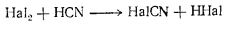 Hal₂ + HCN ⟶ HalCN + HHal